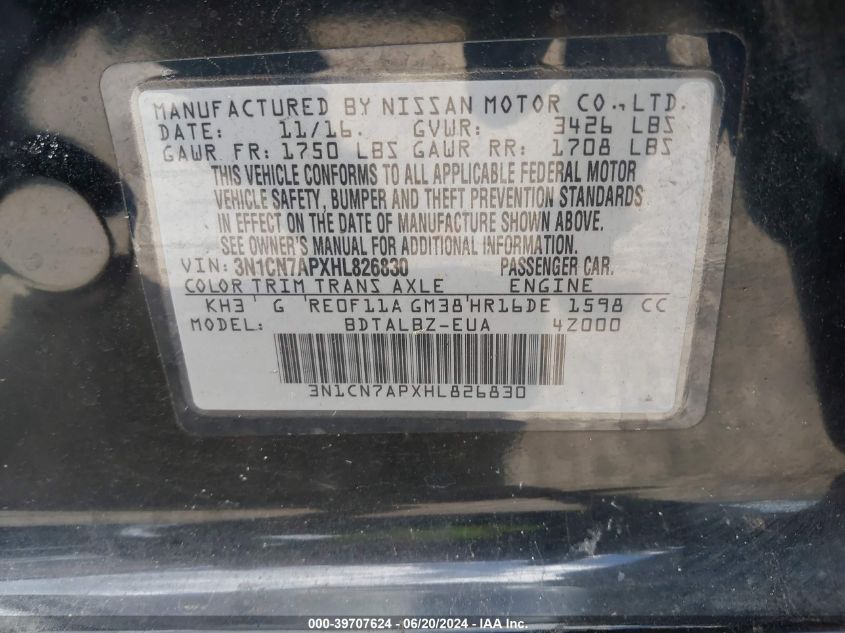 MANUFACTURED BY NISSAN MOTOR CO.,LTD.
DATE: 11/16. GVWR: 3426 LBS
GAWR FR: 1750 LBS GAWR RR: 1708 LBS
THIS VEHICLE CONFORMS TO ALL APPLICABLE FEDERAL MOTOR
VEHICLE SAFETY, BUMPER AND THEFT PREVENTION STANDARDS
IN EFFECT ON THE DATE OF MANUFACTURE SHOWN ABOVE.
SEE OWNER'S MANUAL FOR ADDITIONAL INFORMATION.
VIN: 3N1CN7APXHL826830 PASSENGER CAR.
COLOR TRIM TRANS AXLE ENGINE
KH3 G RE0F11A GM38 HR16DE 1598 CC
MODEL: BDTALBZ-EUA 4Z000
3N1CN7APXHL826830
000-39707624 - 06/20/2024 - IAA Inc.